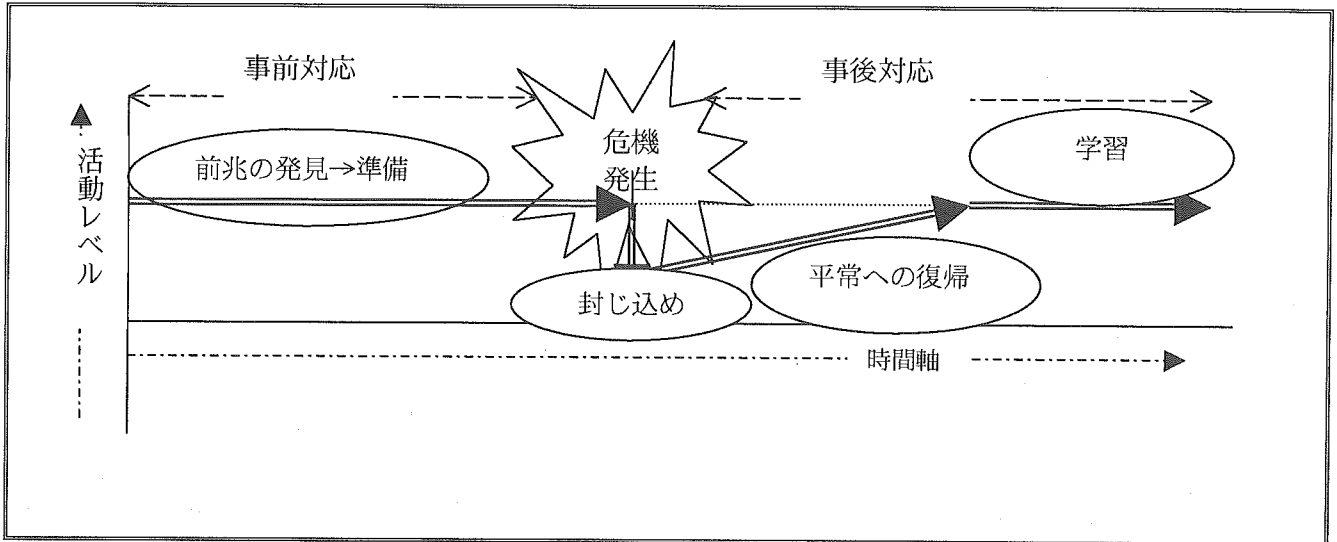 事前対応
事後対応
危機
発生
活動レベル
前兆の発見→準備
学習
封じ込め
平常への復帰
時間軸